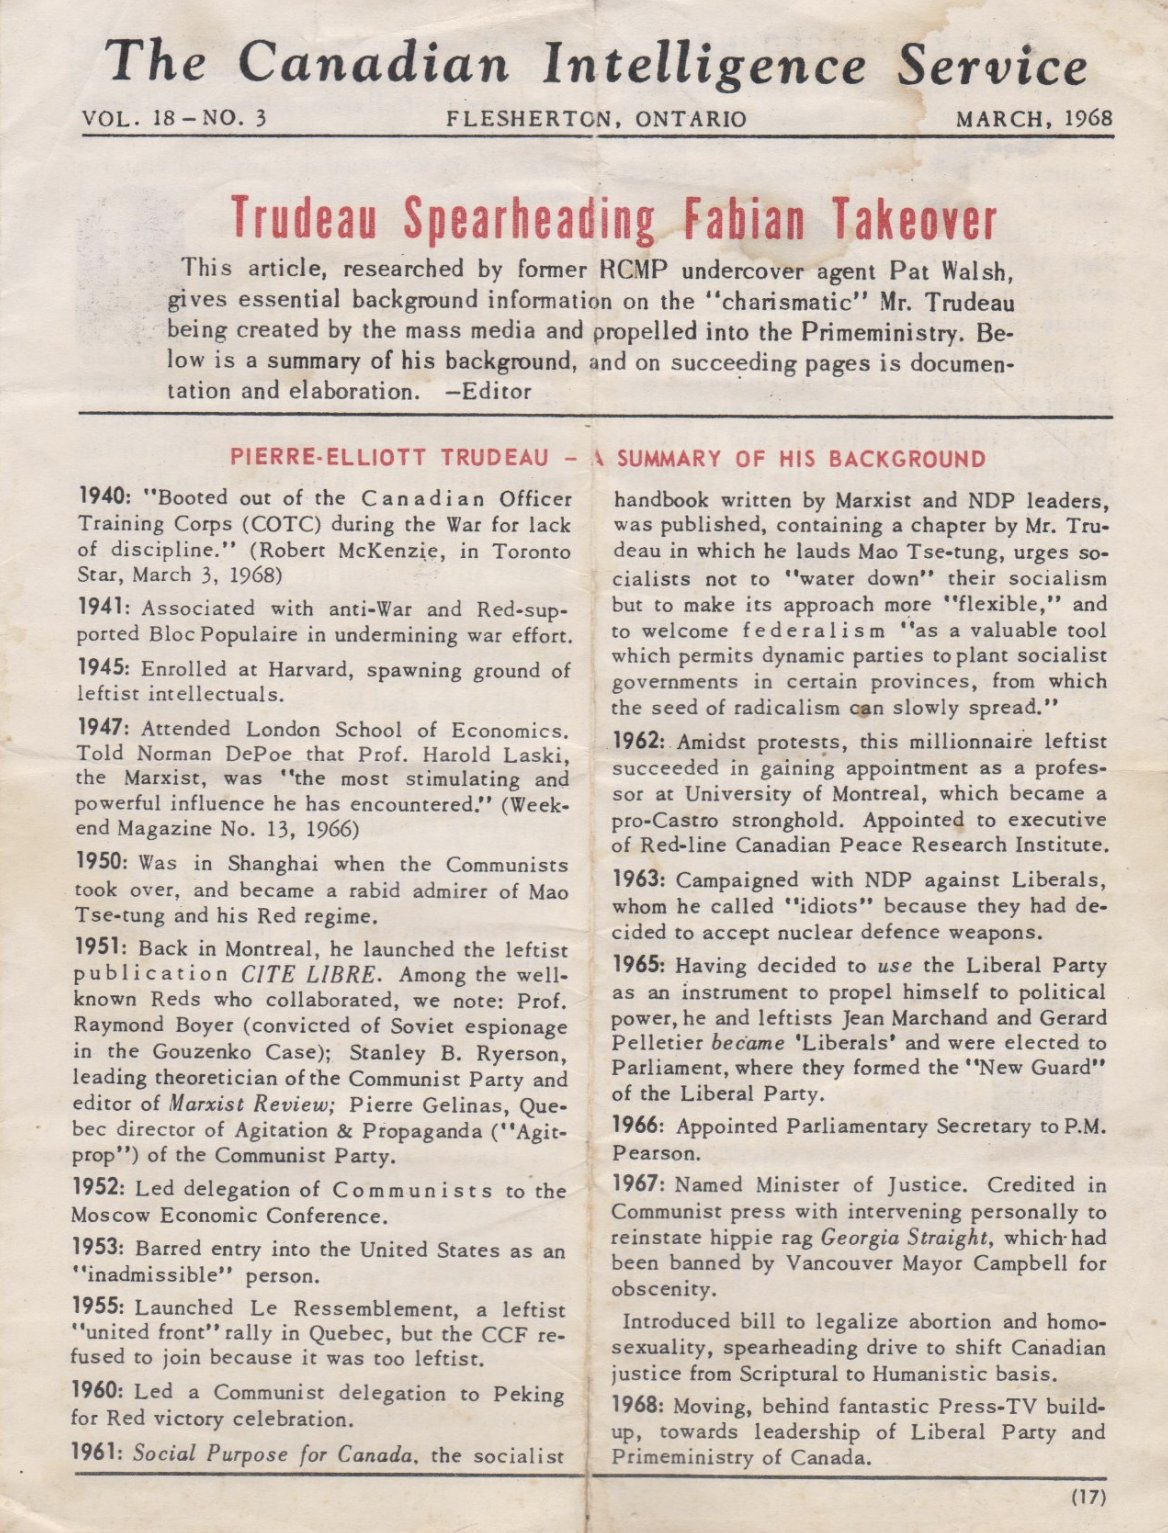 The Canadian Intelligence Service
VOL. 18 – NO. 3 FLESHERTON, ONTARIO MARCH, 1968
Trudeau Spearheading Fabian Takeover
This article, researched by former RCMP undercover agent Pat Walsh,
gives essential background information on the "charismatic" Mr. Trudeau
being created by the mass media and propelled into the Primeministry. Be-
low is a summary of his background, and on succeeding pages is documen-
tation and elaboration. —Editor
PIERRE-ELLIOTT TRUDEAU – A SUMMARY OF HIS BACKGROUND
1940: "Booted out of the Canadian Officer
Training Corps (COTC) during the War for lack
of discipline." (Robert McKenzie, in Toronto
Star, March 3, 1968)
1941: Associated with anti-War and Red-sup-
ported Bloc Populaire in undermining war effort.
1945: Enrolled at Harvard, spawning ground of
leftist intellectuals.
1947: Attended London School of Economics.
Told Norman DePoe that Prof. Harold Laski,
the Marxist, was "the most stimulating and
powerful influence he has encountered." (Week-
end Magazine No. 13, 1966)
1950: Was in Shanghai when the Communists
took over, and became a rabid admirer of Mao
Tse-tung and his Red regime.
1951: Back in Montreal, he launched the leftist
publication CITE LIBRE. Among the well-
known Reds who collaborated, we note: Prof.
Raymond Boyer (convicted of Soviet espionage
in the Gouzenko Case); Stanley B. Ryerson,
leading theoretician of the Communist Party and
editor of Marxist Review; Pierre Gelinas, Que-
bec director of Agitation & Propaganda ("Agit-
prop") of the Communist Party.
1952: Led delegation of Communists to the
Moscow Economic Conference.
1953: Barred entry into the United States as an
"inadmissible" person.
1955: Launched Le Ressemblement, a leftist
"united front" rally in Quebec, but the CCF re-
fused to join because it was too leftist.
1960: Led a Communist delegation to Peking
for Red victory celebration.
1961: Social Purpose for Canada, the socialist
handbook written by Marxist and NDP leaders,
was published, containing a chapter by Mr. Tru-
deau in which he lauds Mao Tse-tung, urges so-
cialists not to "water down" their socialism
but to make its approach more "flexible," and
to welcome federalism "as a valuable tool
which permits dynamic parties to plant socialist
governments in certain provinces, from which
the seed of radicalism can slowly spread."
1962: Amidst protests, this millionnaire leftist
succeeded in gaining appointment as a profes-
sor at University of Montreal, which became a
pro-Castro stronghold. Appointed to executive
of Red-line Canadian Peace Research Institute.
1963: Campaigned with NDP against Liberals,
whom he called "idiots" because they had de-
cided to accept nuclear defence weapons.
1965: Having decided to use the Liberal Party
as an instrument to propel himself to political
power, he and leftists Jean Marchand and Gerard
Pelletier became 'Liberals' and were elected to
Parliament, where they formed the "New Guard"
of the Liberal Party.
1966: Appointed Parliamentary Secretary to P.M.
Pearson.
1967: Named Minister of Justice. Credited in
Communist press with intervening personally to
reinstate hippie rag Georgia Straight, which had
been banned by Vancouver Mayor Campbell for
obscenity.
Introduced bill to legalize abortion and homo-
sexuality, spearheading drive to shift Canadian
justice from Scriptural to Humanistic basis.
1968: Moving, behind fantastic Press-TV build-
up, towards leadership of Liberal Party and
Primeministry of Canada.
(17)